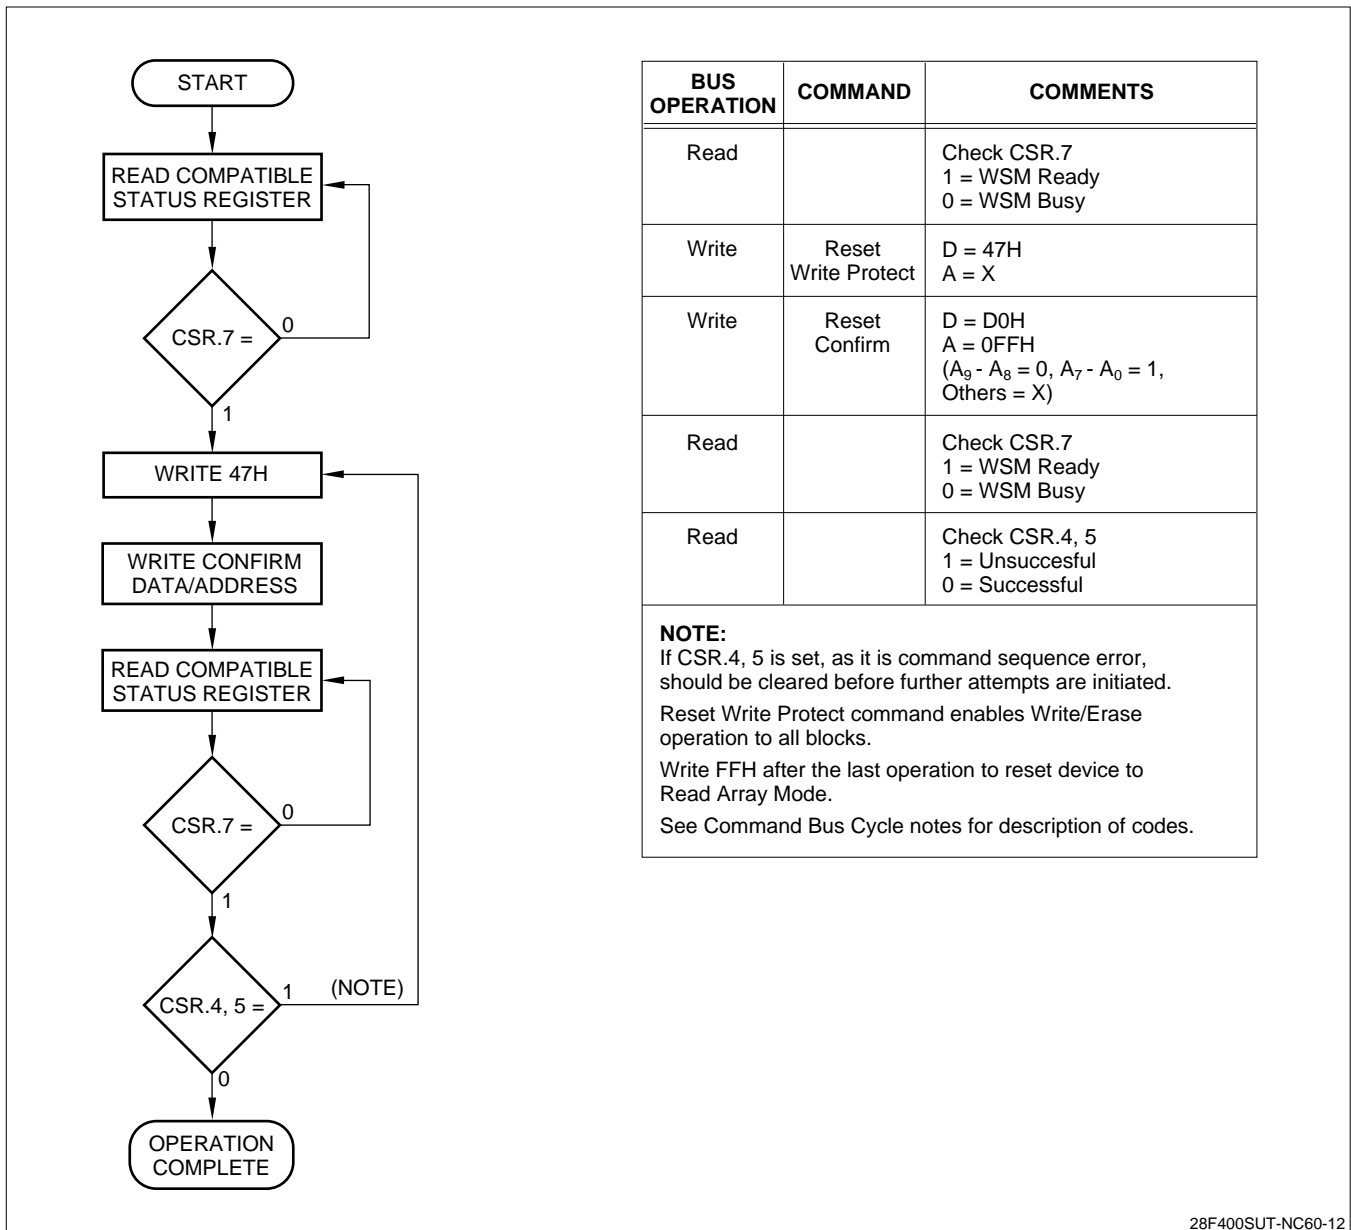 START
READ COMPATIBLE
STATUS REGISTER
CSR.7 =
0
1
WRITE 47H
WRITE CONFIRM
DATA/ADDRESS
READ COMPATIBLE
STATUS REGISTER
CSR.7 =
0
1
CSR.4, 5 =
1
(NOTE)
0
OPERATION
COMPLETE
BUS
OPERATION
COMMAND
COMMENTS
Read
Check CSR.7
1 = WSM Ready
0 = WSM Busy
Write
Reset
Write Protect
D = 47H
A = X
Write
Reset
Confirm
D = D0H
A = 0FFH
(A9 - A8 = 0, A7 - A0 = 1,
Others = X)
Read
Check CSR.7
1 = WSM Ready
0 = WSM Busy
Read
Check CSR.4, 5
1 = Unsuccesful
0 = Successful
NOTE:
If CSR.4, 5 is set, as it is command sequence error,
should be cleared before further attempts are initiated.
Reset Write Protect command enables Write/Erase
operation to all blocks.
Write FFH after the last operation to reset device to
Read Array Mode.
See Command Bus Cycle notes for description of codes.
28F400SUT-NC60-12